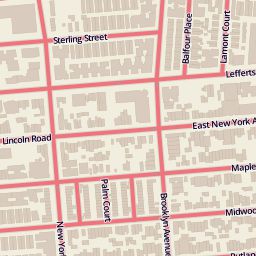 Sterling Street
Balfour Place
Lamont Court
Lefferts
East New York A
Lincoln Road
Maple
Palm Court
Brooklyn Avenue
New York
Midwoo
Rutland